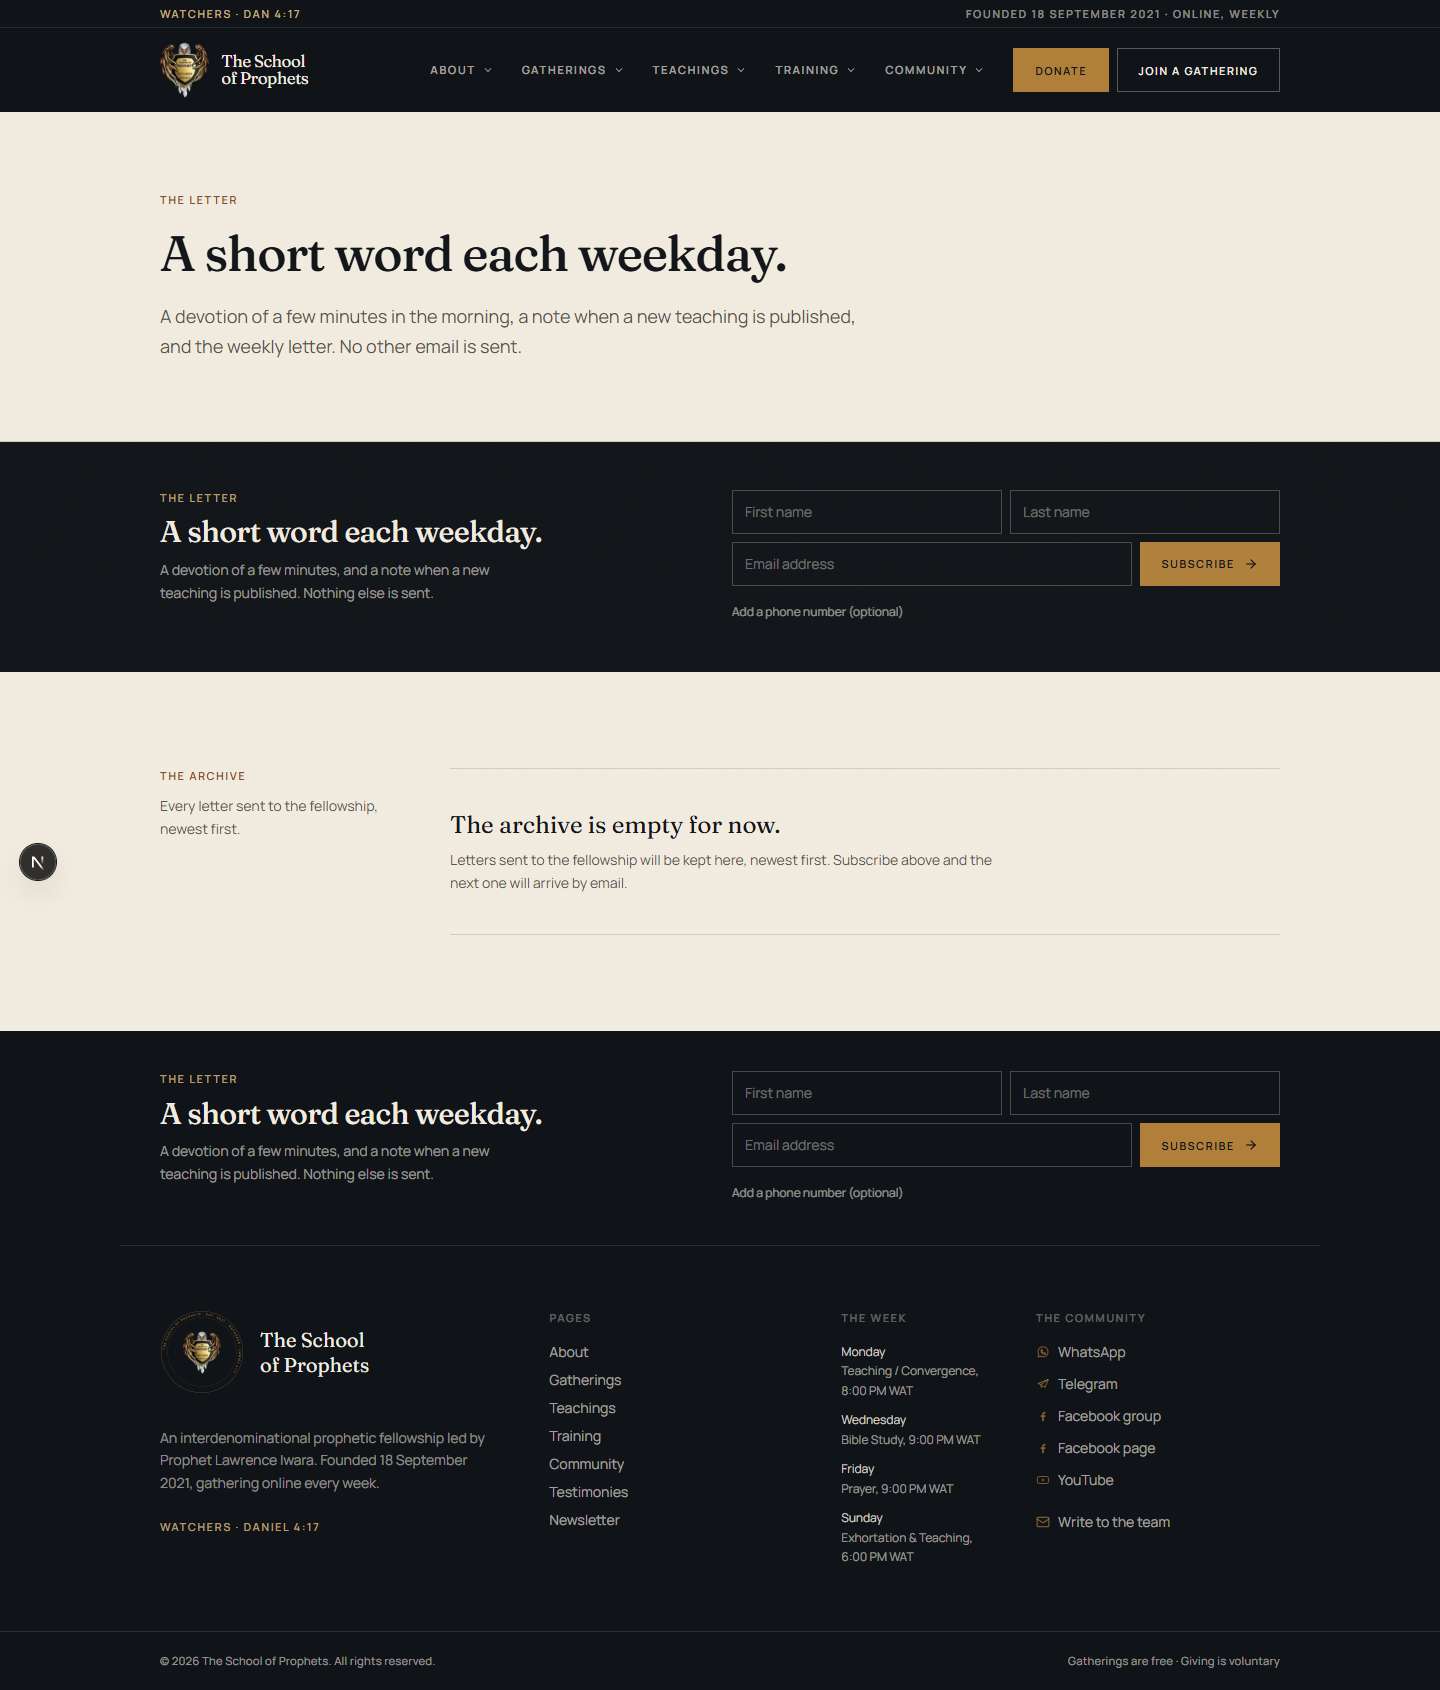 WATCHERS · DAN 4:17
FOUNDED 18 SEPTEMBER 2021 · ONLINE, WEEKLY
The School
of Prophets
ABOUT
GATHERINGS
TEACHINGS
TRAINING
COMMUNITY
DONATE
JOIN A GATHERING
THE LETTER
A short word each weekday.
A devotion of a few minutes in the morning, a note when a new teaching is published,
and the weekly letter. No other email is sent.
THE LETTER
A short word each weekday.
A devotion of a few minutes, and a note when a new
teaching is published. Nothing else is sent.
First name
Last name
Email address
SUBSCRIBE
Add a phone number (optional)
THE ARCHIVE
Every letter sent to the fellowship,
newest first.
The archive is empty for now.
Letters sent to the fellowship will be kept here, newest first. Subscribe above and the
next one will arrive by email.
N
THE LETTER
A short word each weekday.
A devotion of a few minutes, and a note when a new
teaching is published. Nothing else is sent.
First name
Last name
Email address
SUBSCRIBE
Add a phone number (optional)
The School
of Prophets
An interdenominational prophetic fellowship led by
Prophet Lawrence Iwara. Founded 18 September
2021, gathering online every week.
WATCHERS · DANIEL 4:17
PAGES
About
Gatherings
Teachings
Training
Community
Testimonies
Newsletter
THE WEEK
Monday
Teaching / Convergence,
8:00 PM WAT
Wednesday
Bible Study, 9:00 PM WAT
Friday
Prayer, 9:00 PM WAT
Sunday
Exhortation & Teaching,
6:00 PM WAT
THE COMMUNITY
WhatsApp
Telegram
Facebook group
Facebook page
YouTube
Write to the team
© 2026 The School of Prophets. All rights reserved.
Gatherings are free · Giving is voluntary